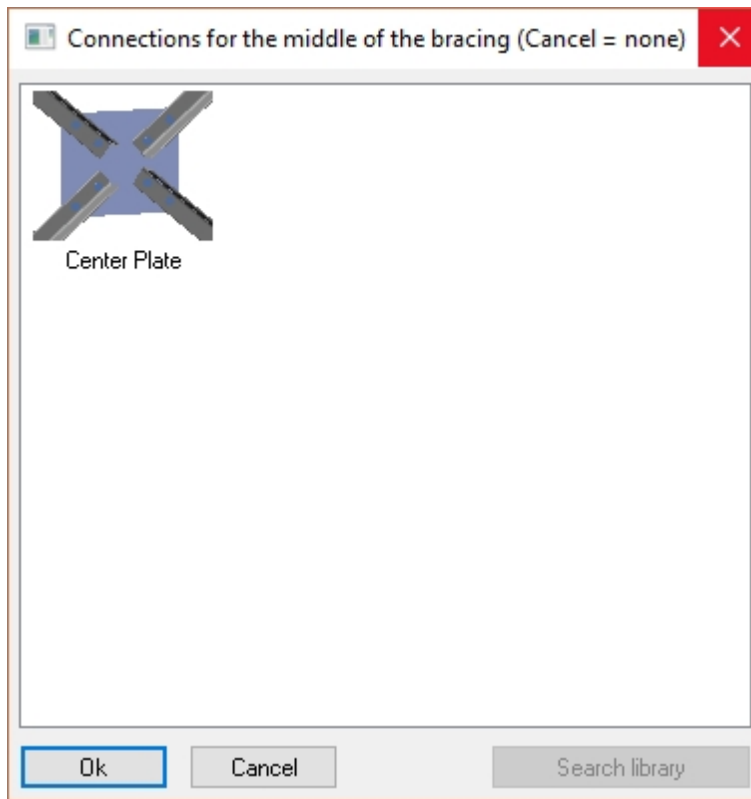 Connections for the middle of the bracing (Cancel = none)
Center Plate
Ok
Cancel
Search library